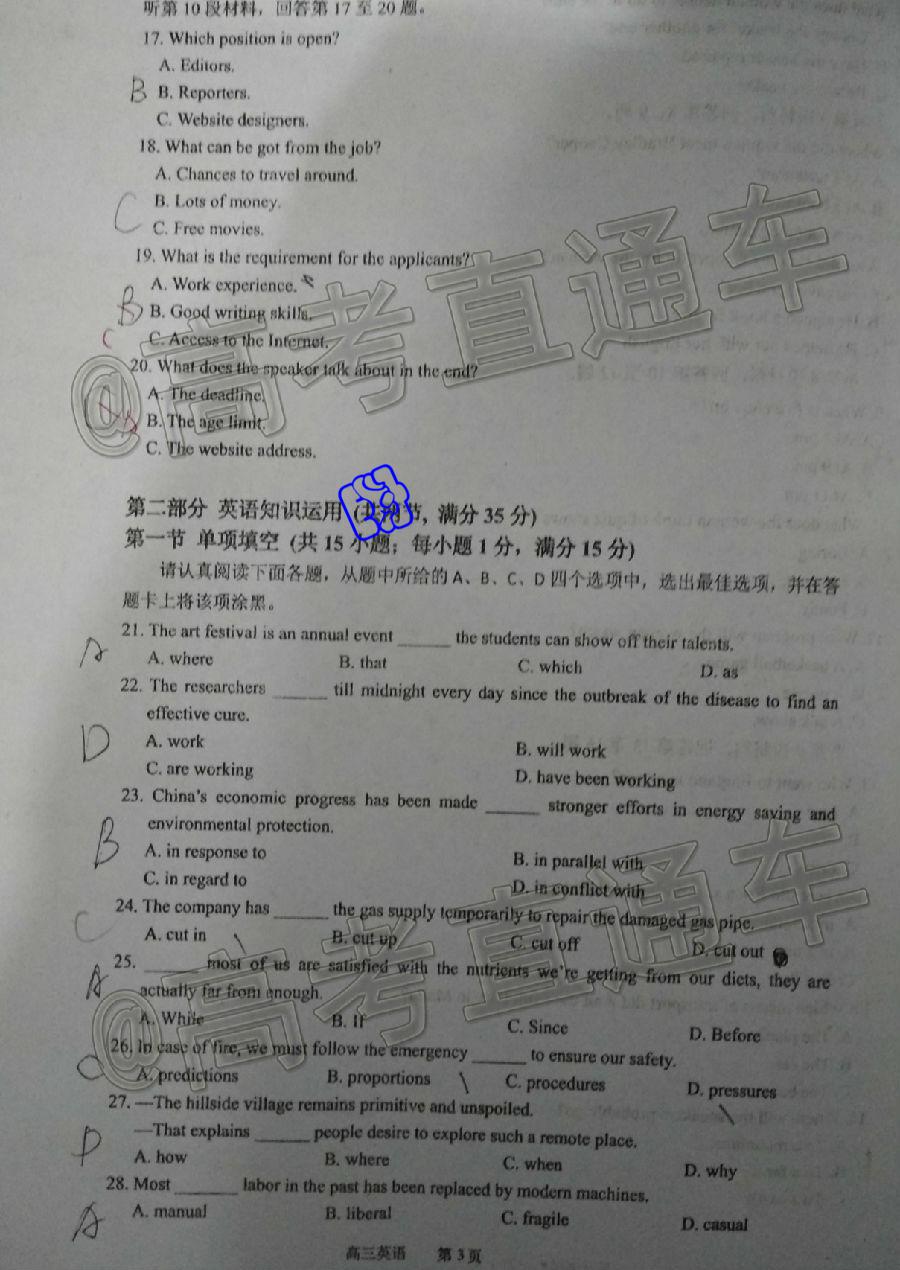 听第 10 段材料，回答第 17 至 20 题。
17. Which position is open?
A. Editors.
B B. Reporters.
C. Website designers.
18. What can be got from the job?
A. Chances to travel around.
B. Lots of money.
C C. Free movies.
19. What is the requirement for the applicants?
A. Work experience.
B B. Good writing skills.
C C. Access to the Internet.
20. What does the speaker talk about in the end?
A. The deadline.
B. The age limit.
C. The website address.
第二部分 英语知识运用 (共两节, 满分 35 分)
第一节 单项填空 (共 15 小题；每小题 1 分，满分 15 分)
请认真阅读下面各题，从题中所给的 A、B、C、D 四个选项中，选出最佳选项，并在答
题卡上将该项涂黑。
21. The art festival is an annual event ______ the students can show off their talents.
A A. where B. that C. which D. as
22. The researchers ______ till midnight every day since the outbreak of the disease to find an
effective cure.
D A. work B. will work
C. are working D. have been working
23. China's economic progress has been made ______ stronger efforts in energy saving and
environmental protection.
B A. in response to B. in parallel with
C. in regard to D. in conflict with
24. The company has ______ the gas supply temporarily to repair the damaged gas pipe.
C A. cut in B. cut up C. cut off D. cut out
25. ______ most of us are satisfied with the nutrients we're getting from our diets, they are
A actually far from enough.
A. While B. If C. Since D. Before
26. In case of fire, we must follow the emergency ______ to ensure our safety.
C A. predictions B. proportions C. procedures D. pressures
27. —The hillside village remains primitive and unspoiled.
D —That explains ______ people desire to explore such a remote place.
A. how B. where C. when D. why
28. Most ______ labor in the past has been replaced by modern machines.
A A. manual B. liberal C. fragile D. casual
高三英语 第 3 页
@高考直通车
@高考直通车